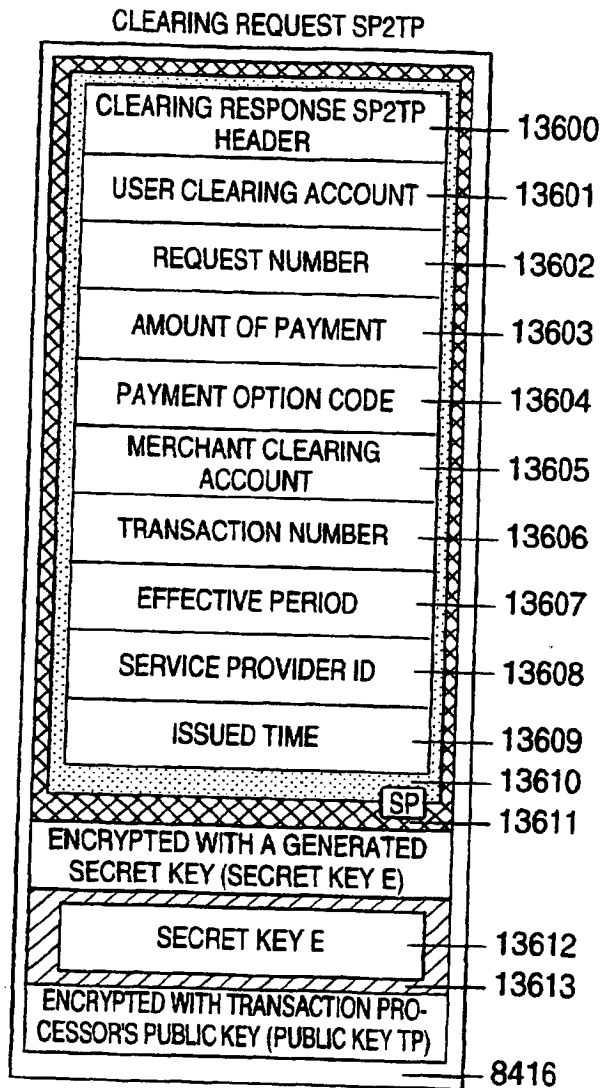 CLEARING REQUEST SP2TP
CLEARING RESPONSE SP2TP
HEADER
13600
USER CLEARING ACCOUNT
13601
REQUEST NUMBER
13602
AMOUNT OF PAYMENT
13603
PAYMENT OPTION CODE
13604
MERCHANT CLEARING
ACCOUNT
13605
TRANSACTION NUMBER
13606
EFFECTIVE PERIOD
13607
SERVICE PROVIDER ID
13608
ISSUED TIME
13609
13610
SP
13611
ENCRYPTED WITH A GENERATED
SECRET KEY (SECRET KEY E)
SECRET KEY E
13612
13613
ENCRYPTED WITH TRANSACTION PRO-
CESSOR'S PUBLIC KEY (PUBLIC KEY TP)
8416